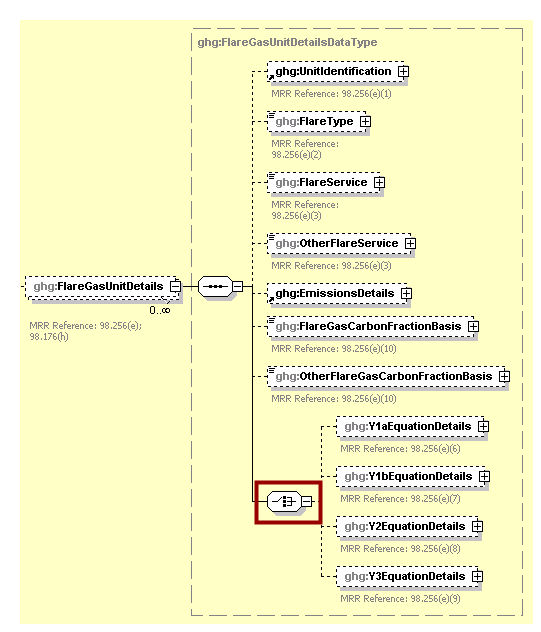 ghg:FlareGasUnitDetailsDataType
ghg:UnitIdentification
MRR Reference: 98.256(e)(1)
ghg:FlareType
MRR Reference:
98.256(e)(2)
ghg:FlareService
MRR Reference:
98.256(e)(3)
ghg:OtherFlareService
MRR Reference: 98.256(e)(3)
ghg:FlareGasUnitDetails
0..∞
MRR Reference: 98.256(e);
98.176(h)
ghg:EmissionsDetails
ghg:FlareGasCarbonFractionBasis
MRR Reference: 98.256(e)(10)
ghg:OtherFlareGasCarbonFractionBasis
MRR Reference: 98.256(e)(10)
ghg:Y1aEquationDetails
MRR Reference: 98.256(e)(6)
ghg:Y1bEquationDetails
MRR Reference: 98.256(e)(7)
ghg:Y2EquationDetails
MRR Reference: 98.256(e)(8)
ghg:Y3EquationDetails
MRR Reference: 98.256(e)(9)